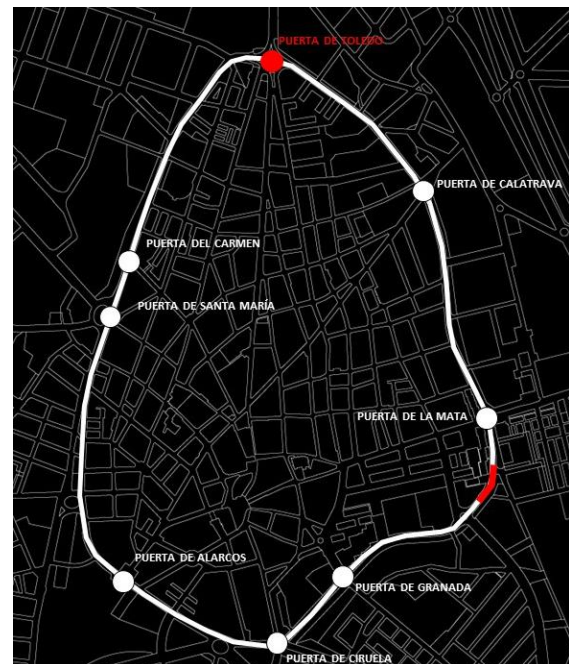 PUERTA DE TOLEDO
PUERTA DE CALATRAVA
PUERTA DEL CARMEN
PUERTA DE SANTA MARÍA
PUERTA DE LA MATA
PUERTA DE ALARCOS
PUERTA DE GRANADA
PUERTA DE CIRUELA